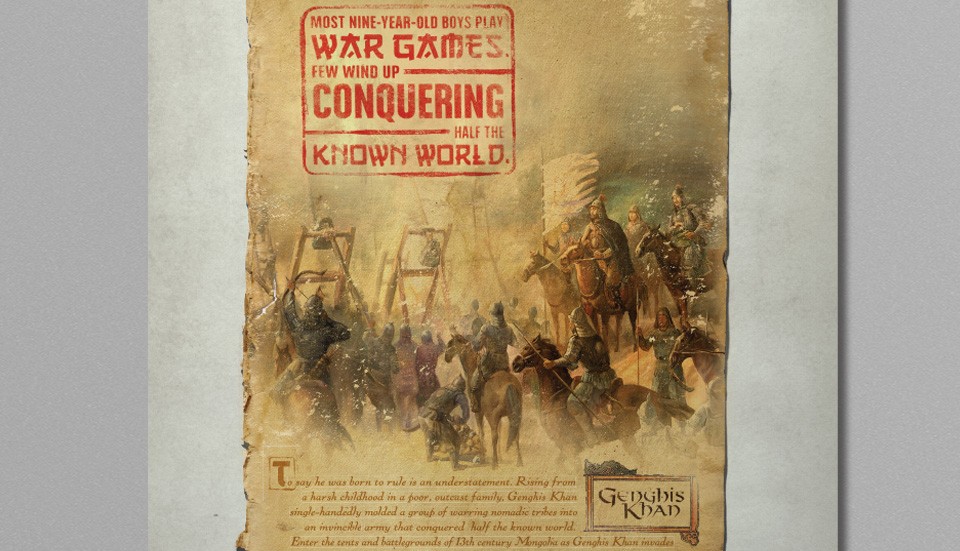 MOST NINE-YEAR-OLD BOYS PLAY
WAR GAMES.
FEW WIND UP
CONQUERING
HALF THE
KNOWN WORLD.
To say he was born to rule is an understatement. Rising from
a harsh childhood in a poor, outcast family, Genghis Khan
single-handedly molded a group of warring nomadic tribes into
an invincible army that conquered half the known world.
Enter the tents and battlegrounds of 13th century Mongolia as Genghis Khan invades
Genghis
Khan